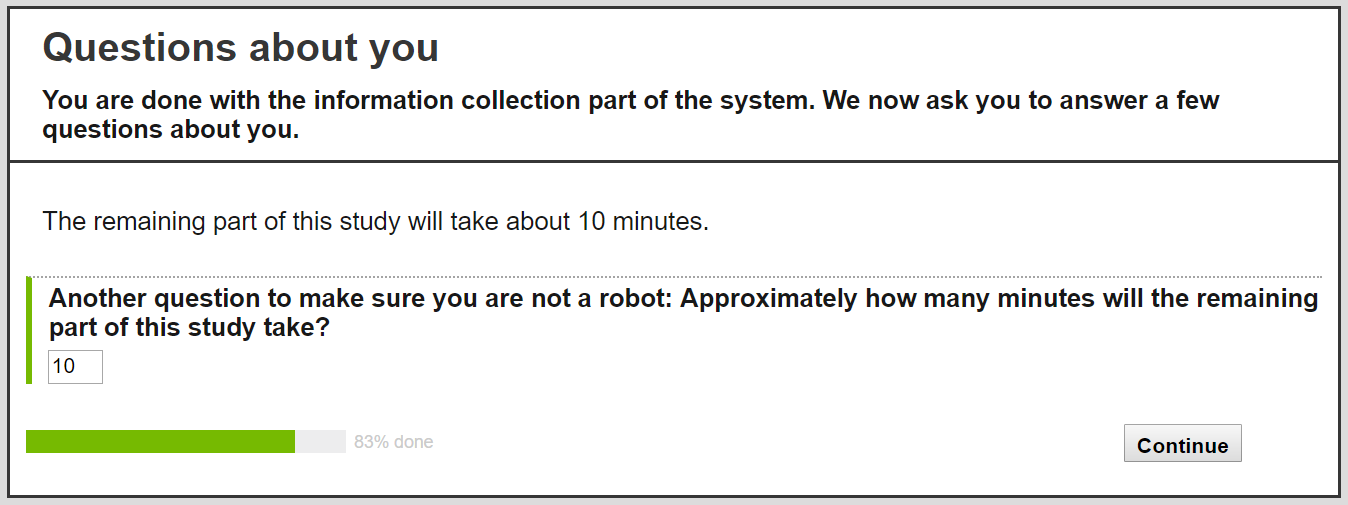 Questions about you
You are done with the information collection part of the system. We now ask you to answer a few
questions about you.
The remaining part of this study will take about 10 minutes.
Another question to make sure you are not a robot: Approximately how many minutes will the remaining
part of this study take?
10
83% done
Continue